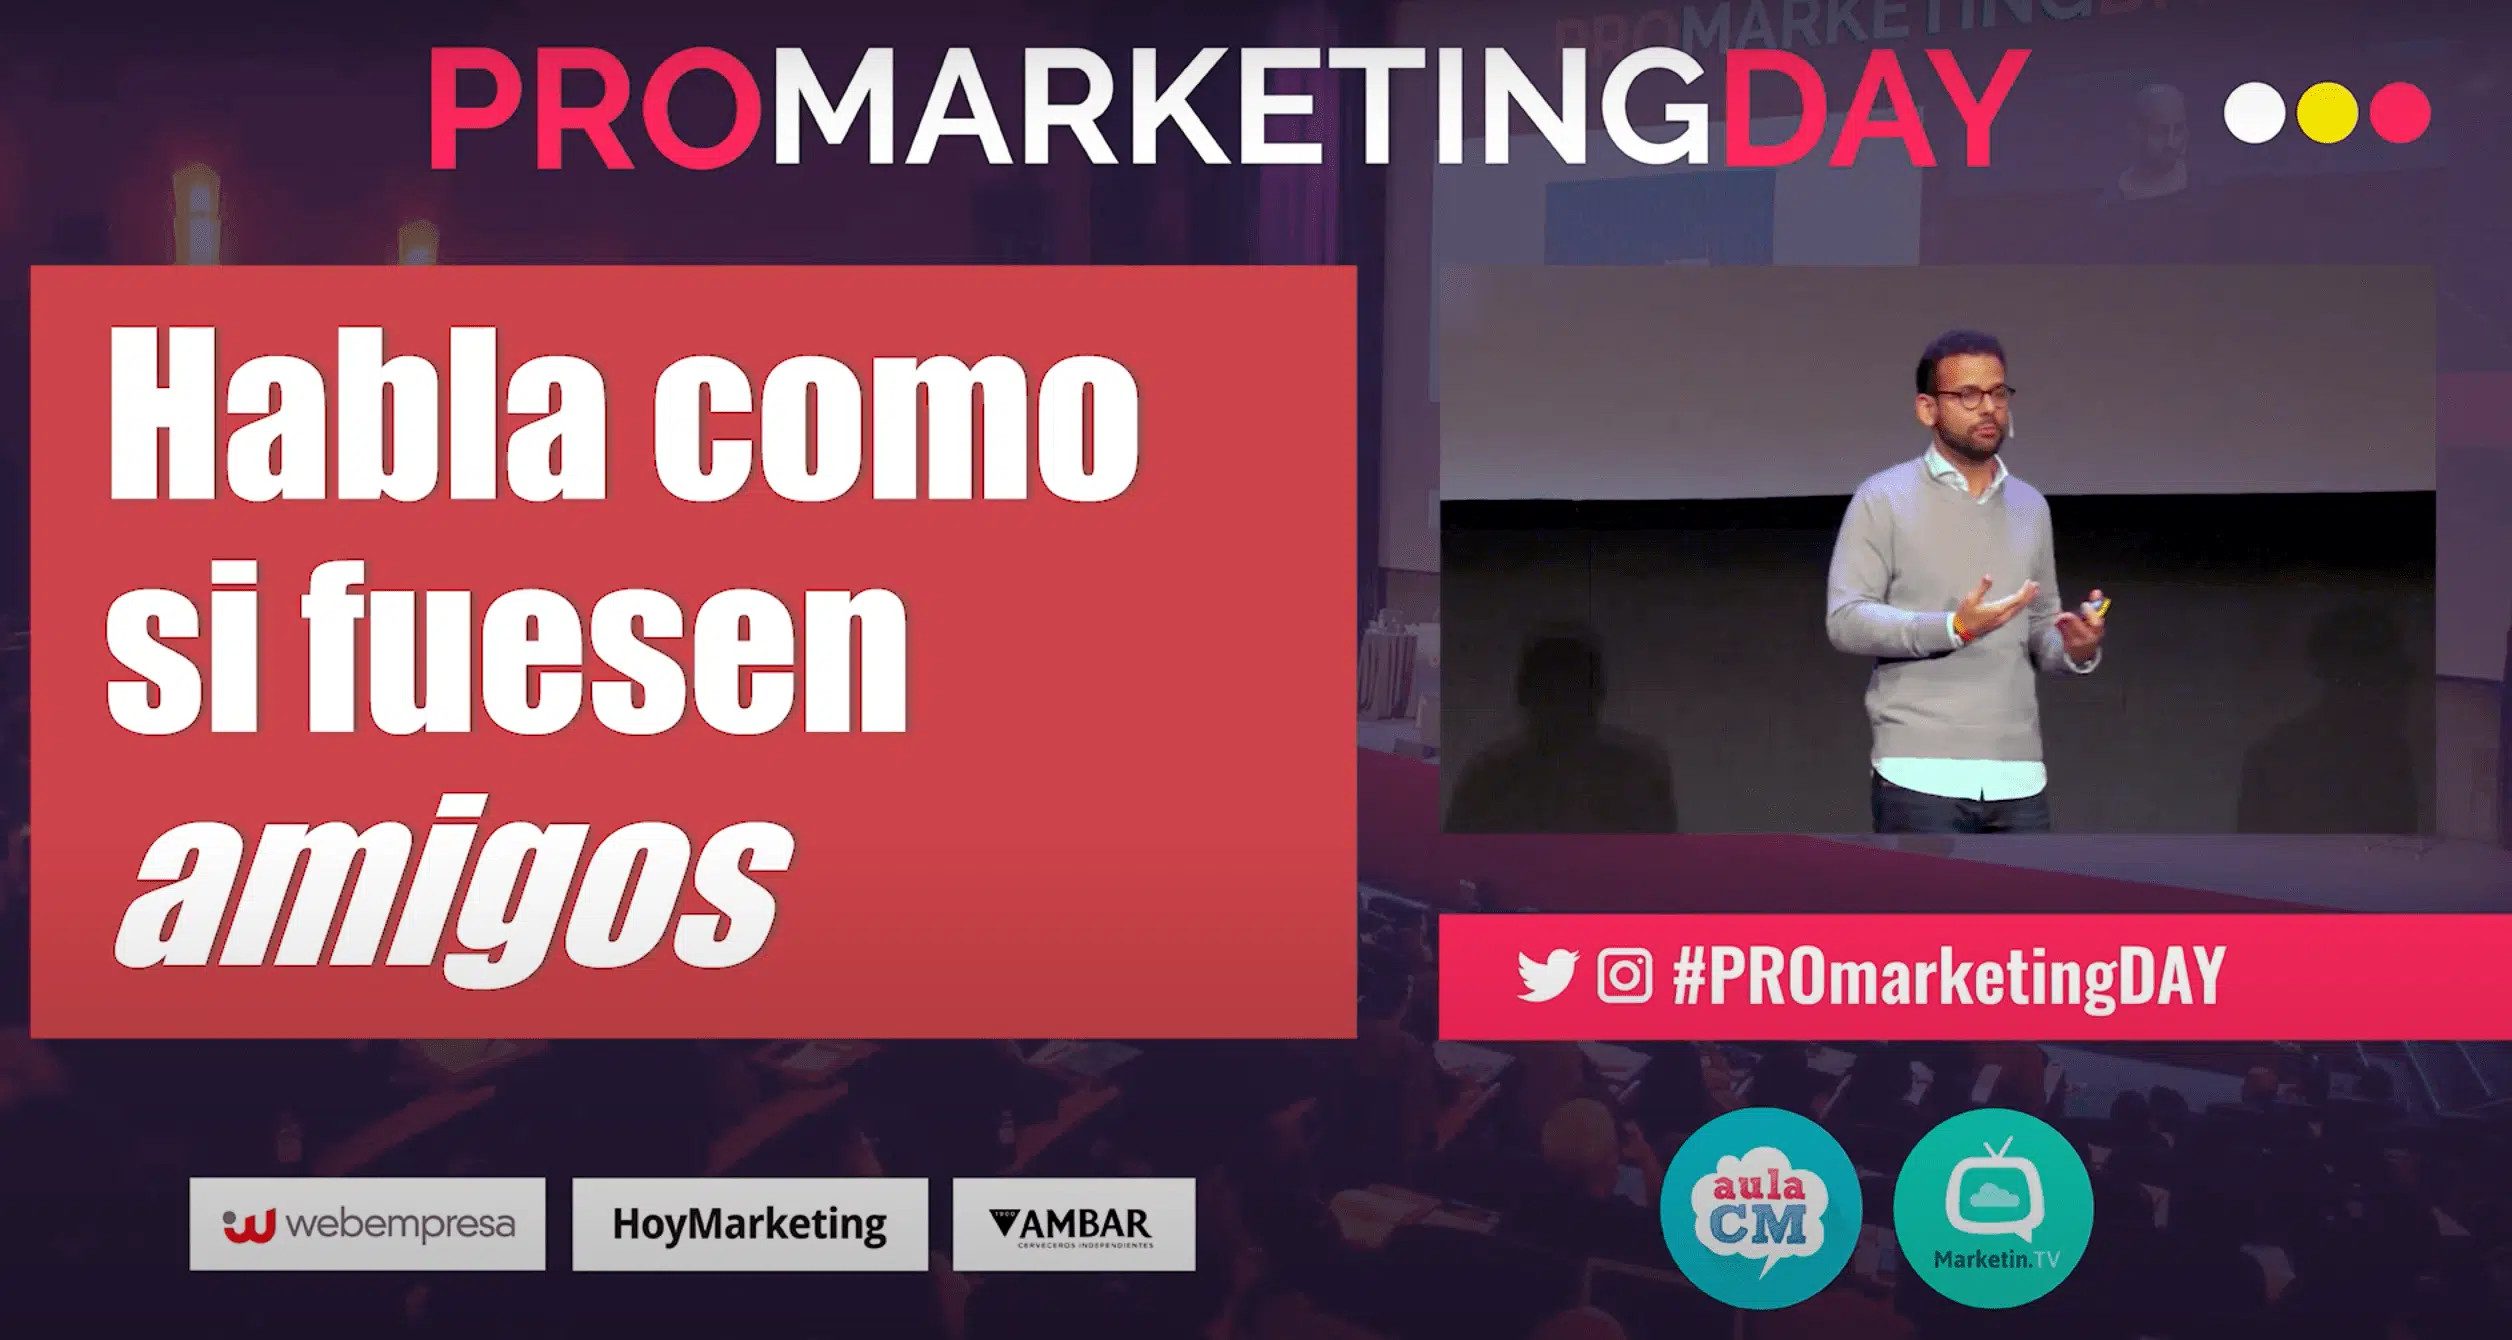 PROMARKETINGDAY
Habla como
si fuesen
amigos
#PROmarketingDAY
webempresa
HoyMarketing
1900
AMBAR
CERVECEROS INDEPENDIENTES
aula
CM
Marketin.TV